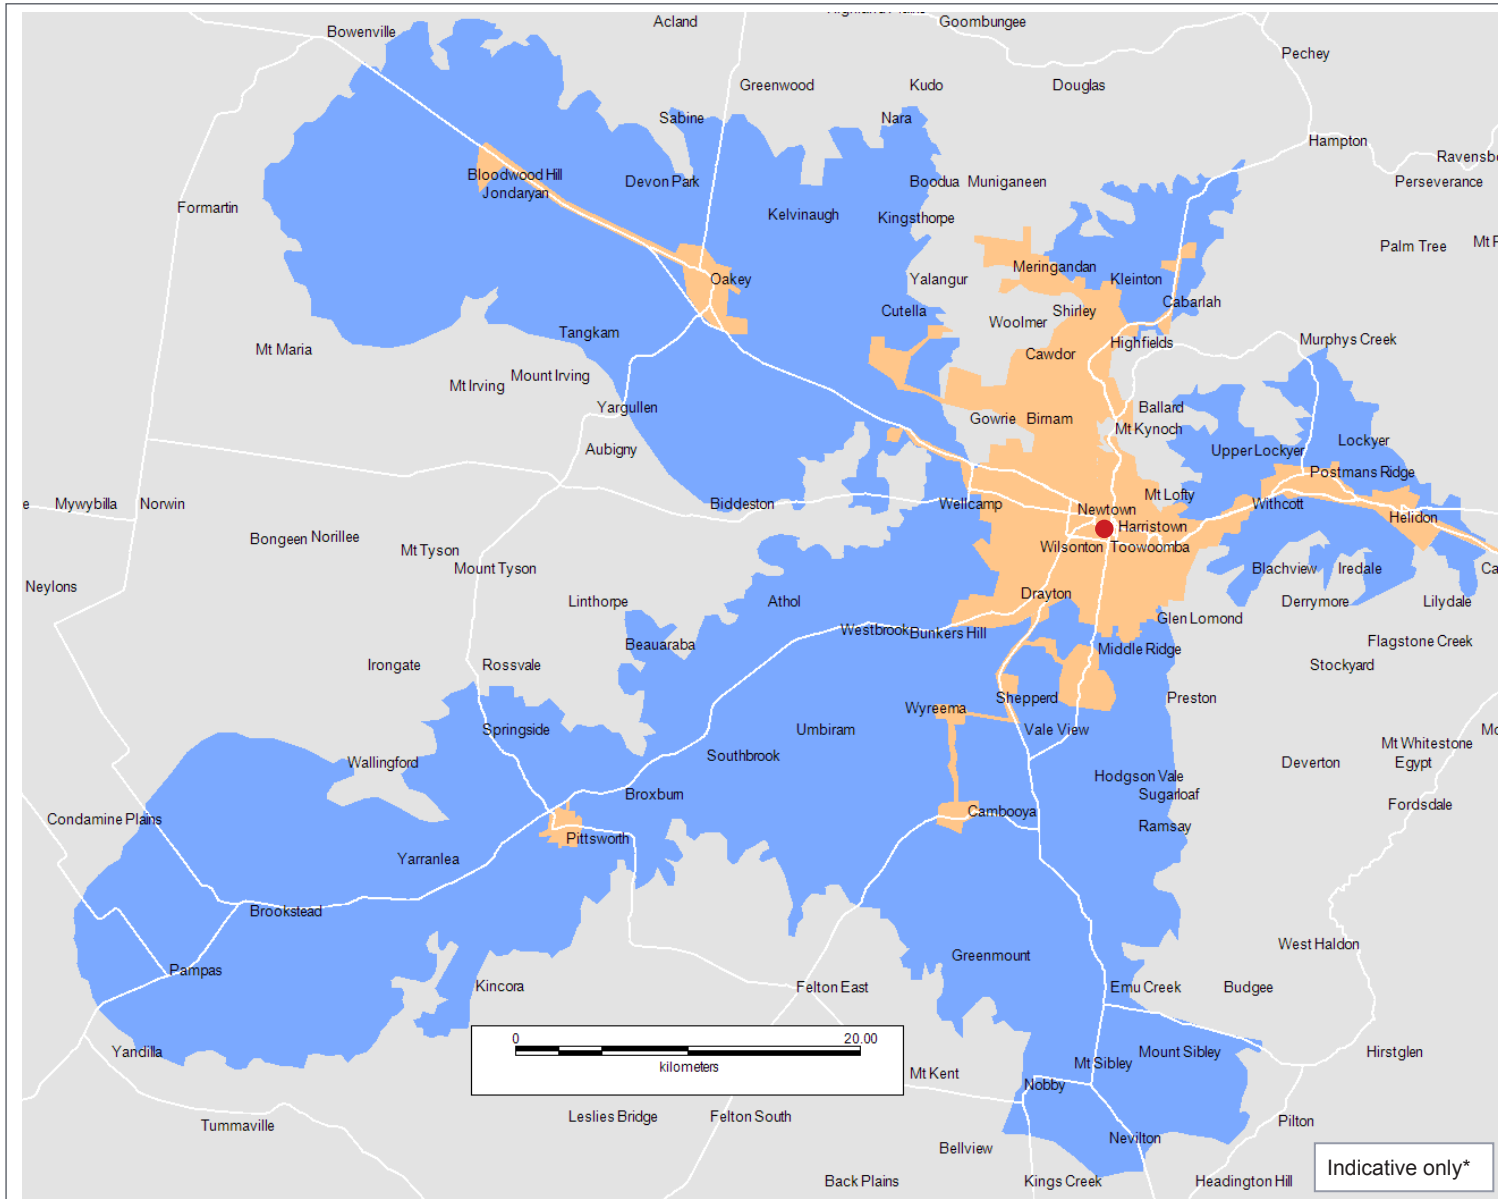 Acland
Goombungee
Bowenville
Pechey
Greenwood
Kudo
Douglas
Sabine
Nara
Hampton
Perseverance
Bloodwood Hill
Devon Park
Boodua
Muniganeen
Jondaryan
Formartin
Kelvinaugh
Kingsthorpe
Palm Tree
Meringandan
Oakey
Yalangur
Kleinton
Cabarlah
Cutella
Shirley
Woolmer
Tangkam
Highfields
Murphys Creek
Mt Maria
Cawdor
Mount Irving
Mt Irving
Yargullen
Ballard
Gowrie
Birnam
Mt Kynoch
Lockyer
Aubigny
Upper Lockyer
Postmans Ridge
Mt Lofty
Mywybilla
Norwin
Biddeston
Wellcamp
Newtown
Withcott
Helidon
Harristown
Bongeen
Norillee
Mt Tyson
Wilsonton
Toowoomba
Mount Tyson
Blachview
Iredale
Neylons
Linthorpe
Athol
Drayton
Derrymore
Lilydale
Glen Lomond
Westbrook
Bunkers Hill
Flagstone Creek
Beauaraba
Middle Ridge
Irongate
Rossvale
Stockyard
Shepperd
Preston
Wyreema
Springside
Umbiram
Vale View
Mt Whitestone
Southbrook
Wallingford
Deverton
Egypt
Hodgson Vale
Broxburn
Sugarloaf
Fordsdale
Condamine Plains
Cambooya
Ramsay
Pittsworth
Yarranlea
Brookstead
West Haldon
Greenmount
Pampas
Kincora
Felton East
Emu Creek
Budgee
0
20.00
kilometers
Yandilla
Mount Sibley
Hirstglen
Mt Sibley
Mt Kent
Nobby
Leslies Bridge
Felton South
Tummaville
Pilton
Nevilton
Bellview
Indicative only*
Back Plains
Kings Creek
Headington Hill